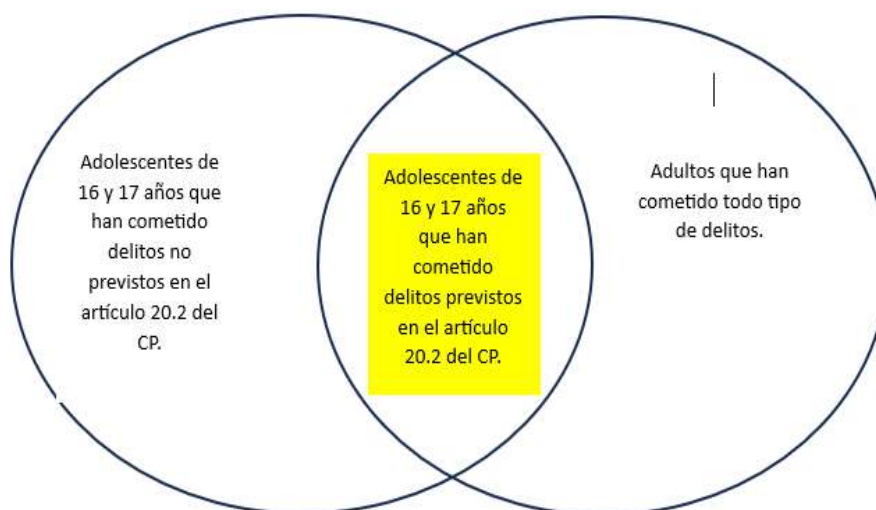 Adolescentes de
16 y 17 años que
han cometido
delitos no
previstos en el
artículo 20.2 del
CP.
Adolescentes de
16 y 17 años
que han
cometido
delitos previstos
en el artículo
20.2 del CP.
Adultos que han
cometido todo tipo
de delitos.